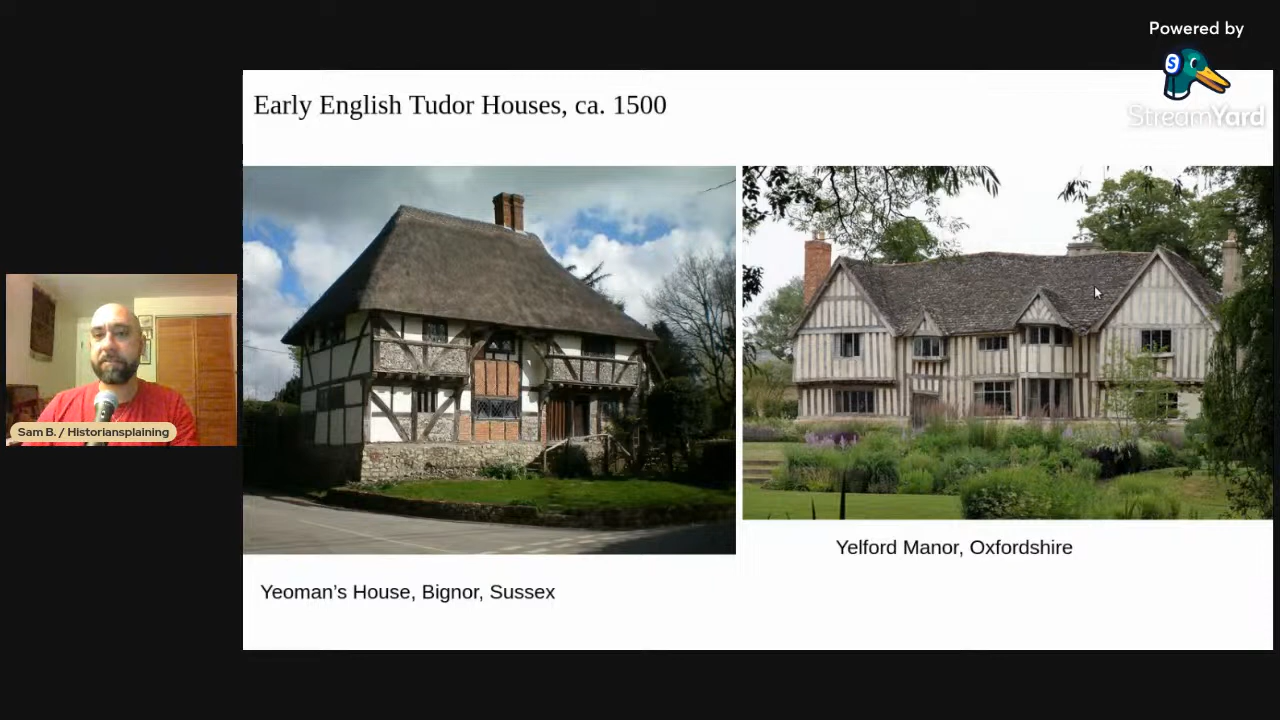 Powered by
S
StreamYard
Early English Tudor Houses, ca. 1500
Sam B. / Historiansplaining
Yelford Manor, Oxfordshire
Yeoman’s House, Bignor, Sussex